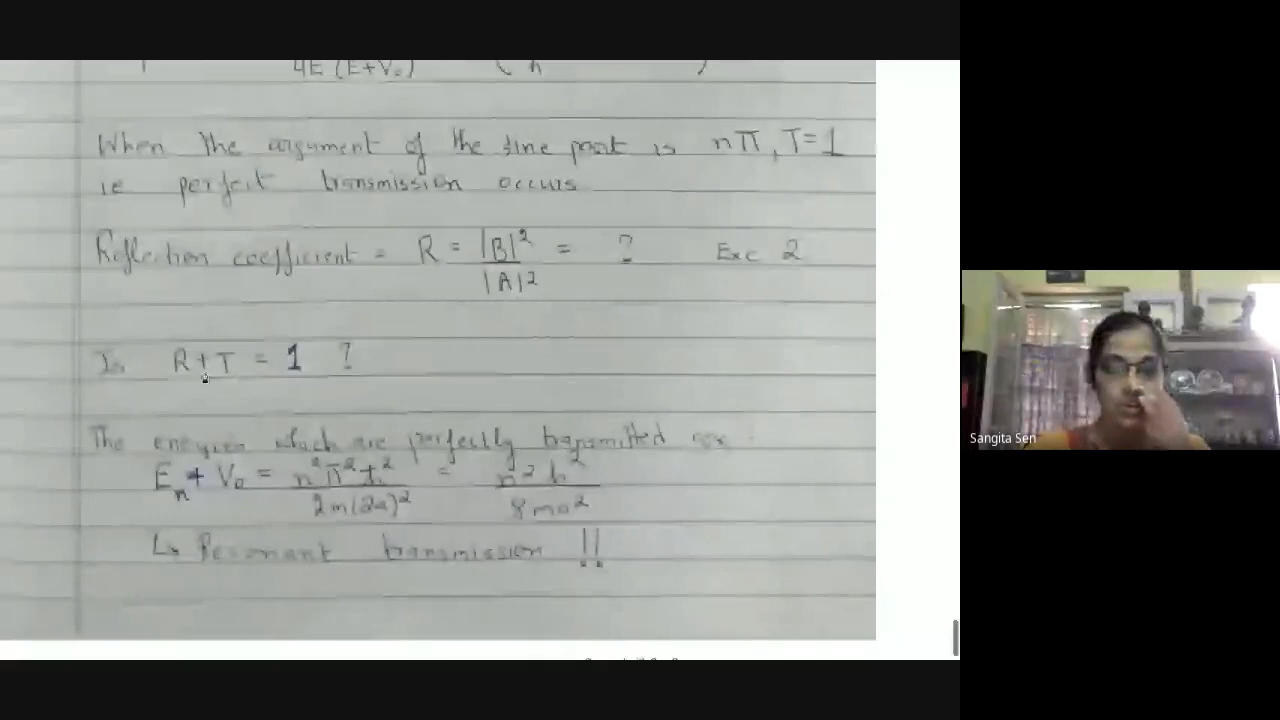 4E (E+V₀)
When the argument of the sine part is nπ, T=1
ie perfect transmission occurs
Reflection coefficient = R = |B|² / |A|² = ? Exc 2
Is R+T = 1 ?
The energies which are perfectly transmitted are
Eₙ + V₀ = n²π²ħ² / 2m(2a)² = n²h² /
↳ Resonant transmission !!
Sangita Sen